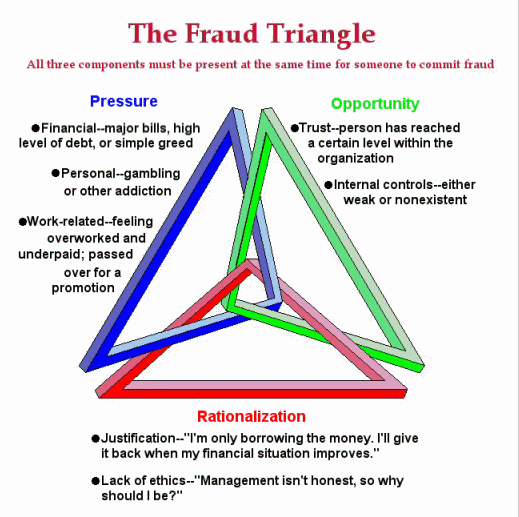 The Fraud Triangle
All three components must be present at the same time for someone to commit fraud
Pressure
●Financial--major bills, high
level of debt, or simple greed
●Personal--gambling
or other addiction
●Work-related--feeling
overworked and
underpaid; passed
over for a
promotion
Opportunity
●Trust--person has reached
a certain level within the
organization
●Internal controls--either
weak or nonexistent
Rationalization
●Justification--"I'm only borrowing the money. I'll give
it back when my financial situation improves."
●Lack of ethics--"Management isn't honest, so why
should I be?"